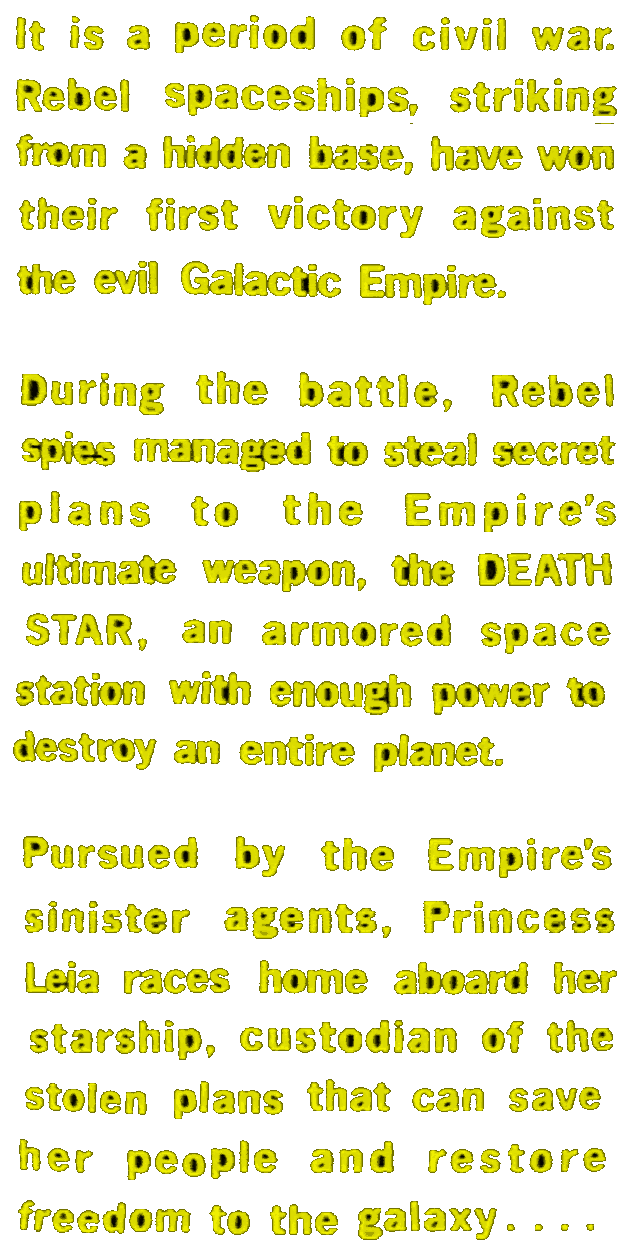 It is a period of civil war.
Rebel spaceships, striking
from a hidden base, have won
their first victory against
the evil Galactic Empire.
During the battle, Rebel
spies managed to steal secret
plans to the Empire's
ultimate weapon, the DEATH
STAR, an armored space
station with enough power to
destroy an entire planet.
Pursued by the Empire's
sinister agents, Princess
Leia races home aboard her
starship, custodian of the
stolen plans that can save
her people and restore
freedom to the galaxy....